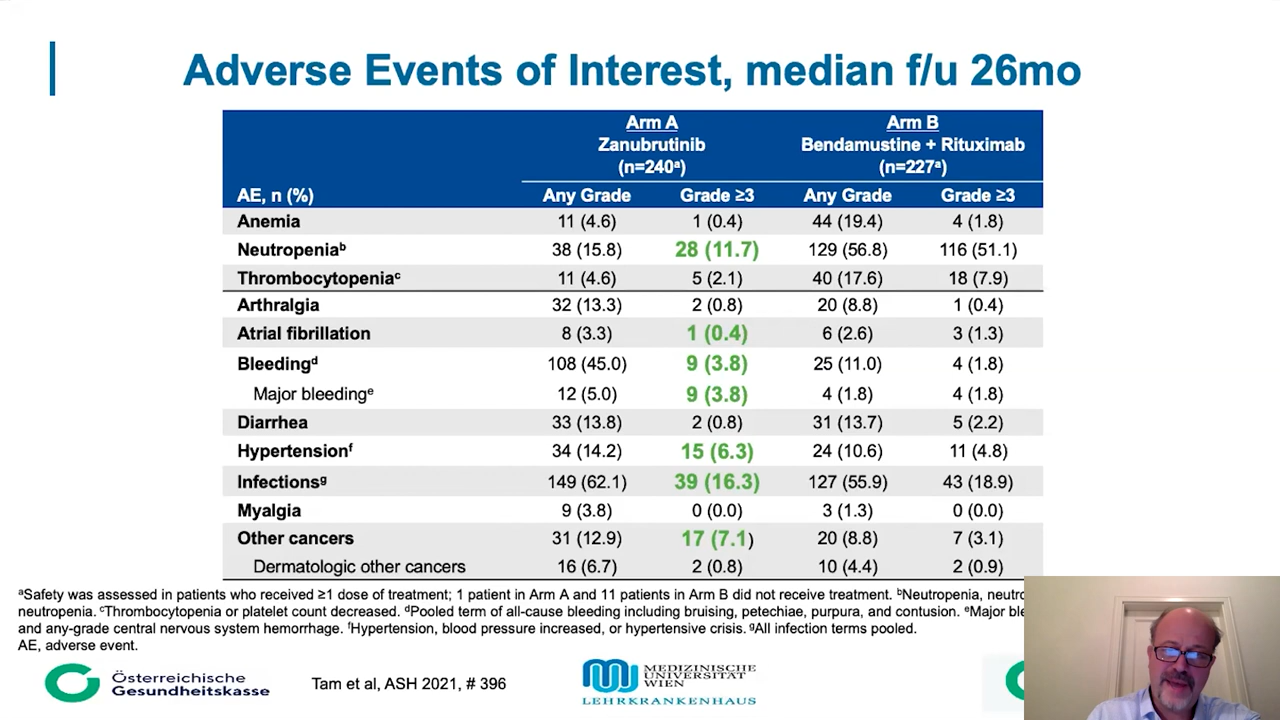 Adverse Events of Interest, median f/u 26mo
Arm A Arm B
Zanubrutinib Bendamustine + Rituximab
(n=240ᵃ) (n=227ᵃ)
AE, n (%) Any Grade Grade ≥3 Any Grade Grade ≥3
Anemia 11 (4.6) 1 (0.4) 44 (19.4) 4 (1.8)
Neutropeniaᵇ 38 (15.8) 28 (11.7) 129 (56.8) 116 (51.1)
Thrombocytopeniaᶜ 11 (4.6) 5 (2.1) 40 (17.6) 18 (7.9)
Arthralgia 32 (13.3) 2 (0.8) 20 (8.8) 1 (0.4)
Atrial fibrillation 8 (3.3) 1 (0.4) 6 (2.6) 3 (1.3)
Bleedingᵈ 108 (45.0) 9 (3.8) 25 (11.0) 4 (1.8)
Major bleedingᵉ 12 (5.0) 9 (3.8) 4 (1.8) 4 (1.8)
Diarrhea 33 (13.8) 2 (0.8) 31 (13.7) 5 (2.2)
Hypertensionᶠ 34 (14.2) 15 (6.3) 24 (10.6) 11 (4.8)
Infectionsᵍ 149 (62.1) 39 (16.3) 127 (55.9) 43 (18.9)
Myalgia 9 (3.8) 0 (0.0) 3 (1.3) 0 (0.0)
Other cancers 31 (12.9) 17 (7.1) 20 (8.8) 7 (3.1)
Dermatologic other cancers 16 (6.7) 2 (0.8) 10 (4.4) 2 (0.9)
ᵃSafety was assessed in patients who received ≥1 dose of treatment; 1 patient in Arm A and 11 patients in Arm B did not receive treatment. ᵇNeutropenia,
neutropenia. ᶜThrombocytopenia or platelet count decreased. ᵈPooled term of all-cause bleeding including bruising, petechiae, purpura, and contusion. ᵉMajor
and any-grade central nervous system hemorrhage. ᶠHypertension, blood pressure increased, or hypertensive crisis. ᵍAll infection terms pooled.
AE, adverse event.
Österreichische
Gesundheitskasse
Tam et al, ASH 2021, # 396
MEDIZINISCHE
UNIVERSITÄT
WIEN
LEHRKRANKENHAUS